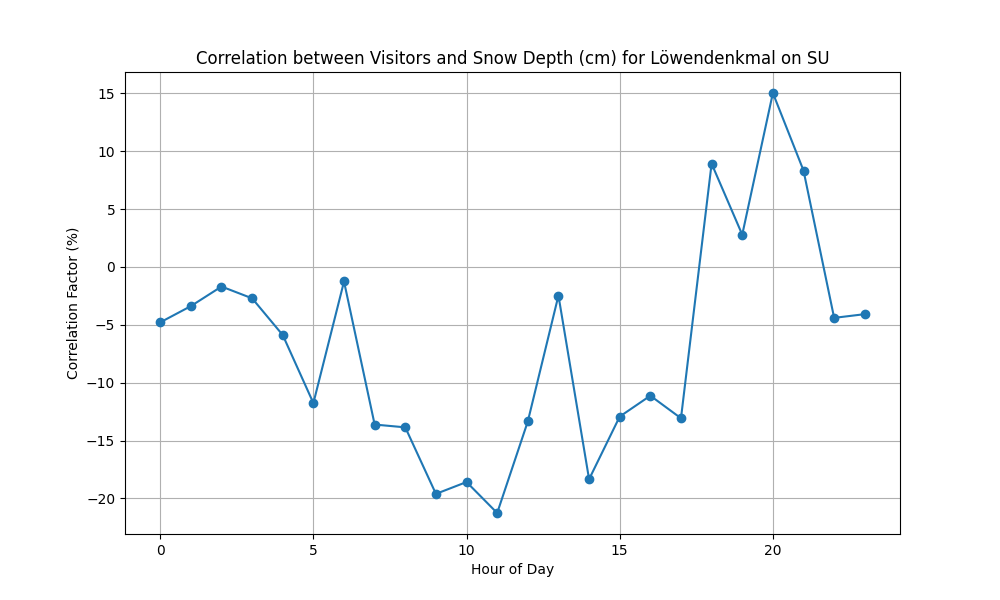 Correlation between Visitors and Snow Depth (cm) for Löwendenkmal on SU
Correlation Factor (%)
15
10
5
0
−5
−10
−15
−20
0 5 10 15 20
Hour of Day